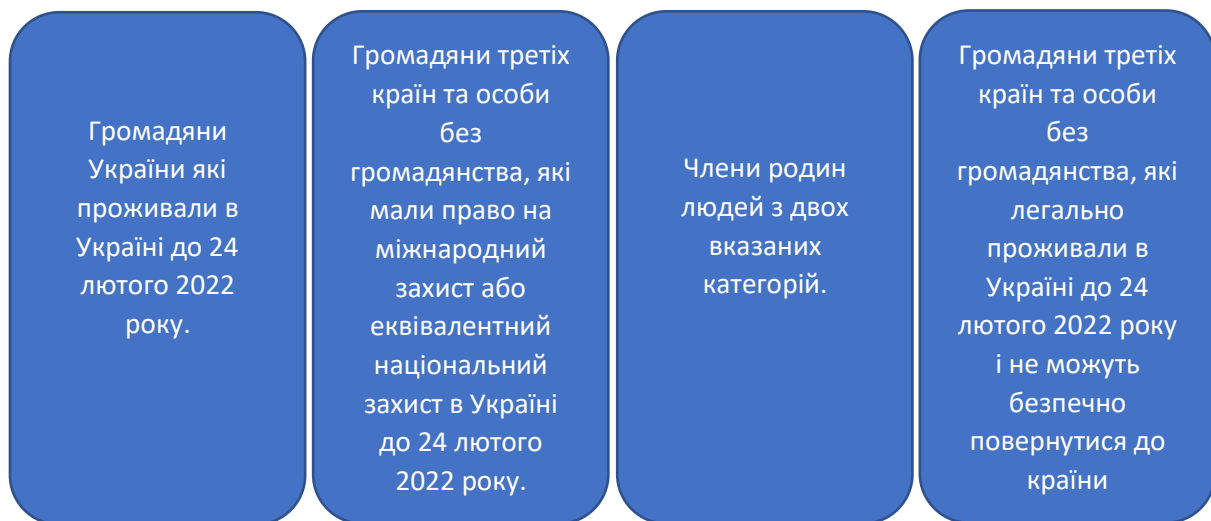 Громадяни
України які
проживали в
Україні до 24
лютого 2022
року.
Громадяни третіх
країн та особи
без
громадянства, які
мали право на
міжнародний
захист або
еквівалентний
національний
захист в Україні
до 24 лютого
2022 року.
Члени родин
людей з двох
вказаних
категорій.
Громадяни третіх
країн та особи
без
громадянства, які
легально
проживали в
Україні до 24
лютого 2022 року
і не можуть
безпечно
повернутися до
країни